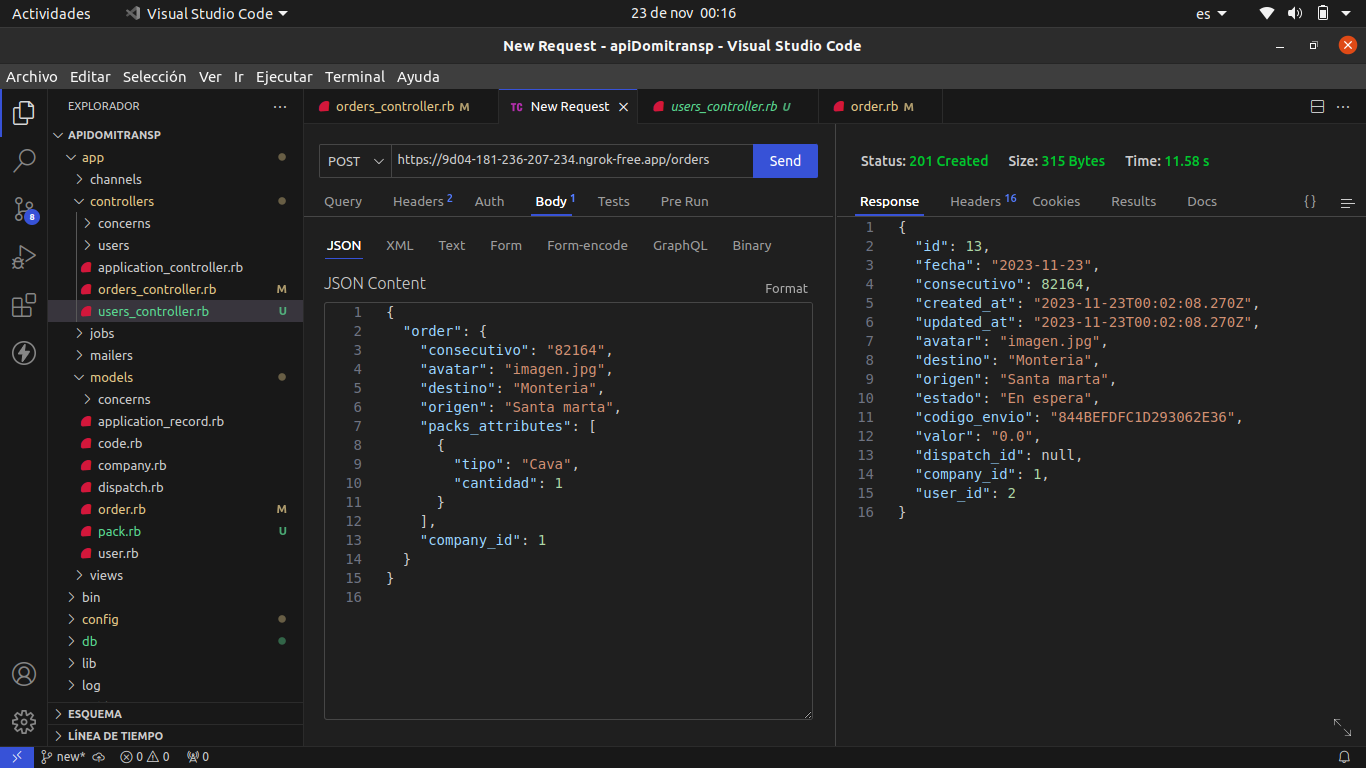 Actividades Visual Studio Code 23 de nov 00:16 es
New Request - apiDomitransp - Visual Studio Code
Archivo Editar Selección Ver Ir Ejecutar Terminal Ayuda
EXPLORADOR ···
APIDOMITRANSP
app
channels
controllers
concerns
users
application_controller.rb
orders_controller.rb M
users_controller.rb U
jobs
mailers
models
concerns
application_record.rb
code.rb
company.rb
dispatch.rb
order.rb M
pack.rb U
user.rb
views
bin
config
db
lib
log
ESQUEMA
LÍNEA DE TIEMPO
8
orders_controller.rb M TC New Request users_controller.rb U order.rb M ···
POST https://9d04-181-236-207-234.ngrok-free.app/orders Send
Query Headers 2 Auth Body 1 Tests Pre Run
JSON XML Text Form Form-encode GraphQL Binary
JSON Content Format
1 {
2 "order": {
3 "consecutivo": "82164",
4 "avatar": "imagen.jpg",
5 "destino": "Monteria",
6 "origen": "Santa marta",
7 "packs_attributes": [
8 {
9 "tipo": "Cava",
10 "cantidad": 1
11 }
12 ],
13 "company_id": 1
14 }
15 }
16
Status: 201 Created Size: 315 Bytes Time: 11.58 s
Response Headers 16 Cookies Results Docs {}
1 {
2 "id": 13,
3 "fecha": "2023-11-23",
4 "consecutivo": 82164,
5 "created_at": "2023-11-23T00:02:08.270Z",
6 "updated_at": "2023-11-23T00:02:08.270Z",
7 "avatar": "imagen.jpg",
8 "destino": "Monteria",
9 "origen": "Santa marta",
10 "estado": "En espera",
11 "codigo_envio": "844BEFDFC1D293062E36",
12 "valor": "0.0",
13 "dispatch_id": null,
14 "company_id": 1,
15 "user_id": 2
16 }
new* 0 0 0